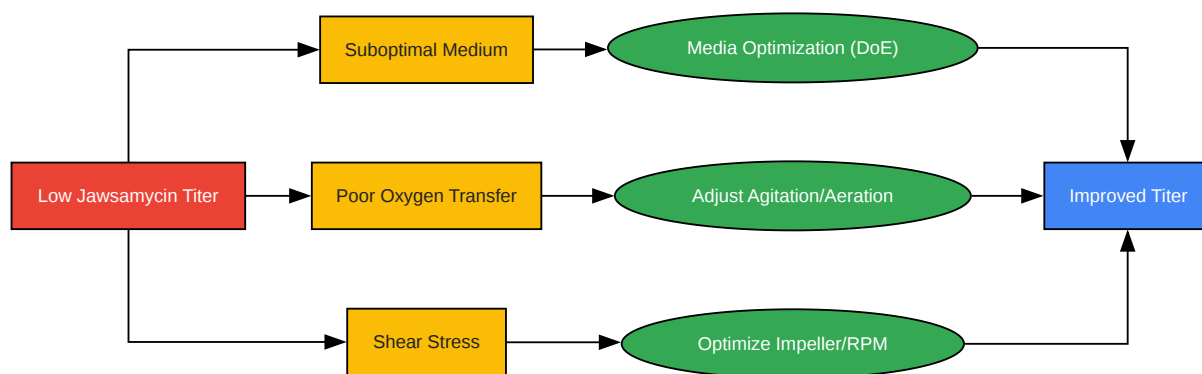 Suboptimal Medium
Media Optimization (DoE)
Low Jawsamycin Titer
Poor Oxygen Transfer
Adjust Agitation/Aeration
Improved Titer
Shear Stress
Optimize Impeller/RPM